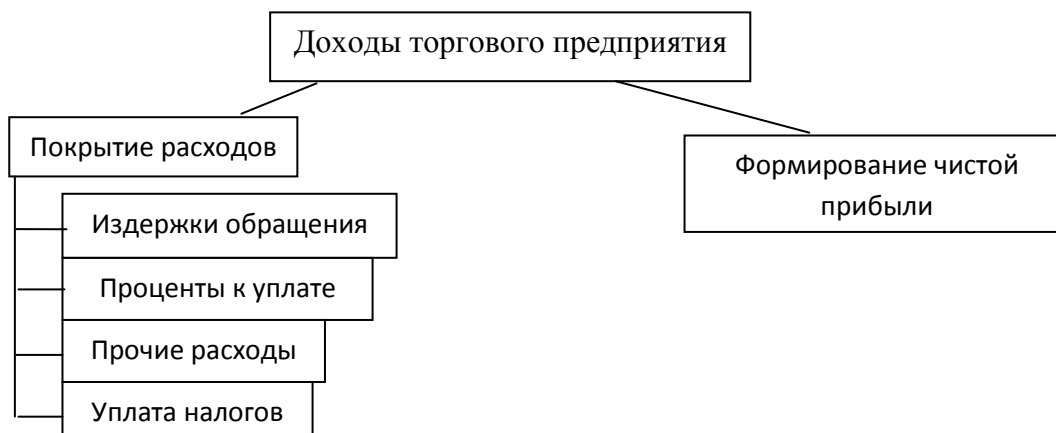 Доходы торгового предприятия
Покрытие расходов
Издержки обращения
Проценты к уплате
Прочие расходы
Уплата налогов
Формирование чистой
прибыли